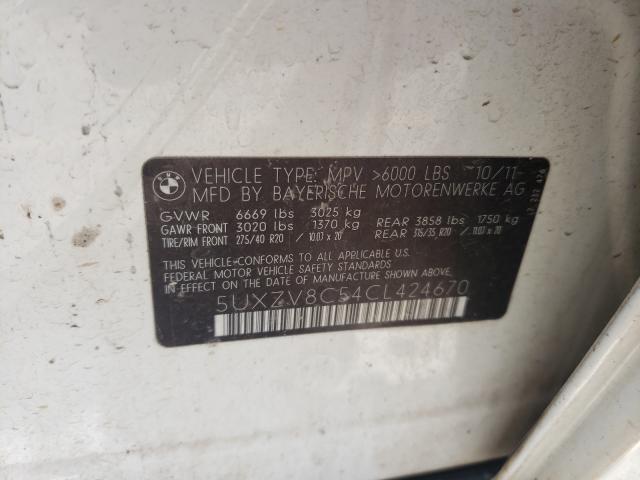 BMW
VEHICLE TYPE: MPV >6000 LBS 10/11
MFD BY BAYERISCHE MOTORENWERKE AG
GVWR 6669 lbs 3025 kg
GAWR FRONT 3020 lbs 1370 kg REAR 3858 lbs 1750 kg
TIRE/RIM FRONT 275/40 R20 / 10.0J x 20 REAR 315/35 R20 / 11.0J x 20
THIS VEHICLE CONFORMS TO ALL APPLICABLE U.S.
FEDERAL MOTOR VEHICLE SAFETY STANDARDS IN
EFFECT ON THE DATE OF MANUFACTURE SHOWN ABOVE.
5UXZV8C54CL424670